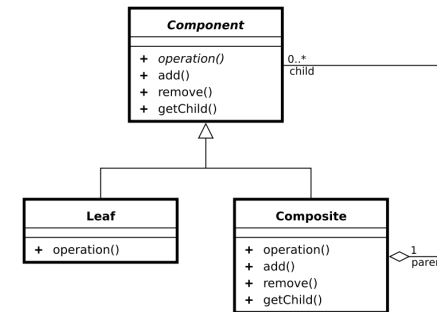 Component
+ operation()
+ add()
+ remove()
+ getChild()
0..*
child
Leaf
+ operation()
Composite
+ operation()
+ add()
+ remove()
+ getChild()
1